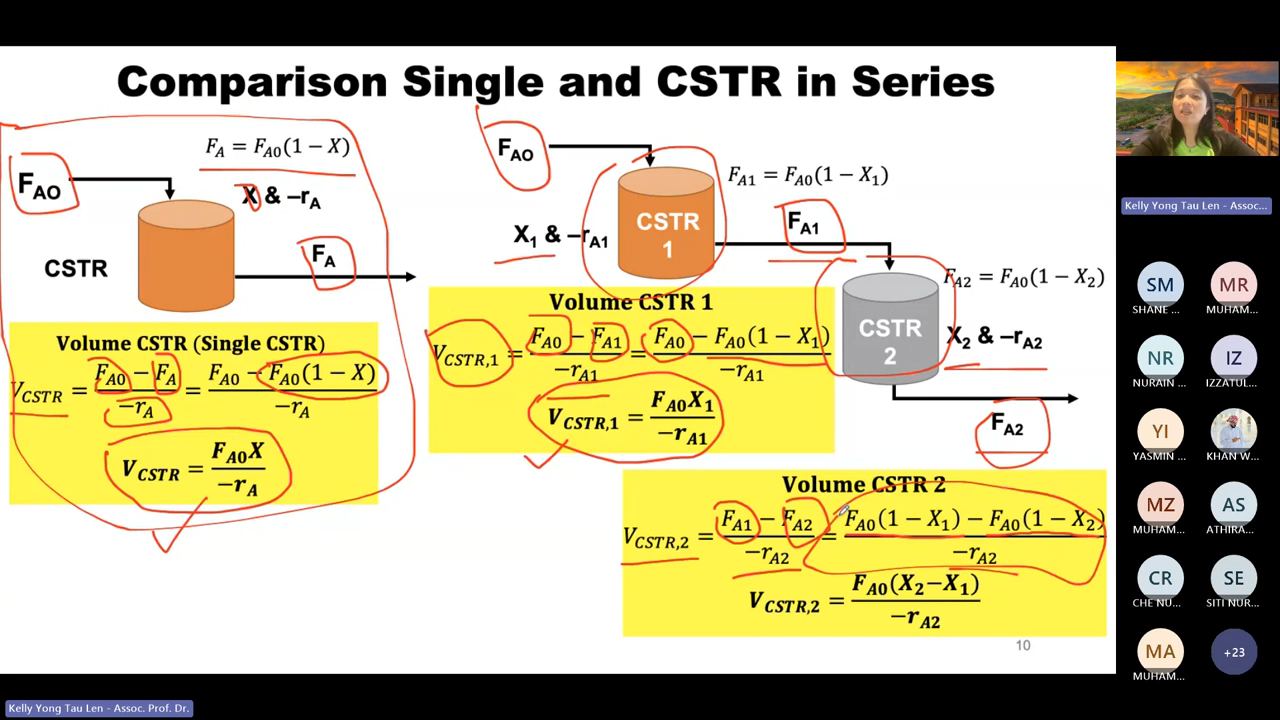 Comparison Single and CSTR in Series
F_A = F_A0(1 − X)
F_AO
X & −r_A
F_A
CSTR
Volume CSTR (Single CSTR)
V_CSTR = (F_A0 − F_A)/(−r_A) = (F_A0 − F_A0(1 − X))/(−r_A)
V_CSTR = (F_A0 X)/(−r_A)
F_AO
CSTR
1
F_A1 = F_A0(1 − X_1)
X_1 & −r_A1
F_A1
Volume CSTR 1
V_CSTR,1 = (F_A0 − F_A1)/(−r_A1) = (F_A0 − F_A0(1 − X_1))/(−r_A1)
V_CSTR,1 = (F_A0 X_1)/(−r_A1)
F_A2 = F_A0(1 − X_2)
CSTR
2
X_2 & −r_A2
F_A2
Volume CSTR 2
V_CSTR,2 = (F_A1 − F_A2)/(−r_A2) = (F_A0(1 − X_1) − F_A0(1 − X_2))/(−r_A2)
V_CSTR,2 = (F_A0(X_2−X_1))/(−r_A2)
10
Kelly Yong Tau Len - Assoc...
SM
SHANE ...
MR
MUHAM...
NR
NURAIN ...
IZ
IZZATUL...
YI
YASMIN ...
KHAN W...
MZ
MUHAM...
AS
ATHIRA...
CR
CHE NU...
SE
SITI NUR...
MA
MUHAM...
+23
Kelly Yong Tau Len - Assoc. Prof. Dr.